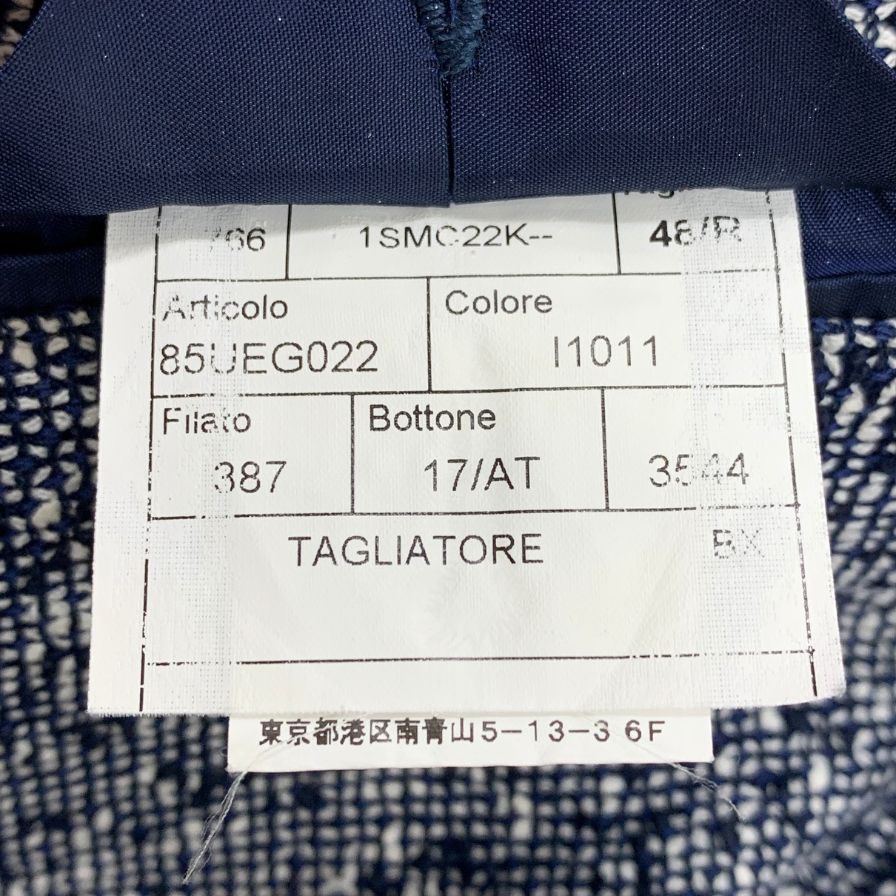 766 1SMC22K-- 48/R
Articolo Colore
85UEG022 I1011
Filato Bottone
387 17/AT 3544
TAGLIATORE BX
東京都港区南青山5-13-3 6F